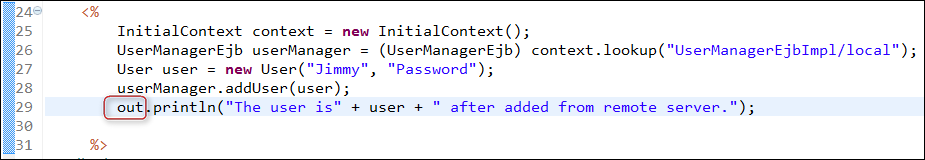 24 <%
25 InitialContext context = new InitialContext();
26 UserManagerEjb userManager = (UserManagerEjb) context.lookup("UserManagerEjbImpl/local");
27 User user = new User("Jimmy", "Password");
28 userManager.addUser(user);
29 out.println("The user is" + user + " after added from remote server.");
30
31 %>